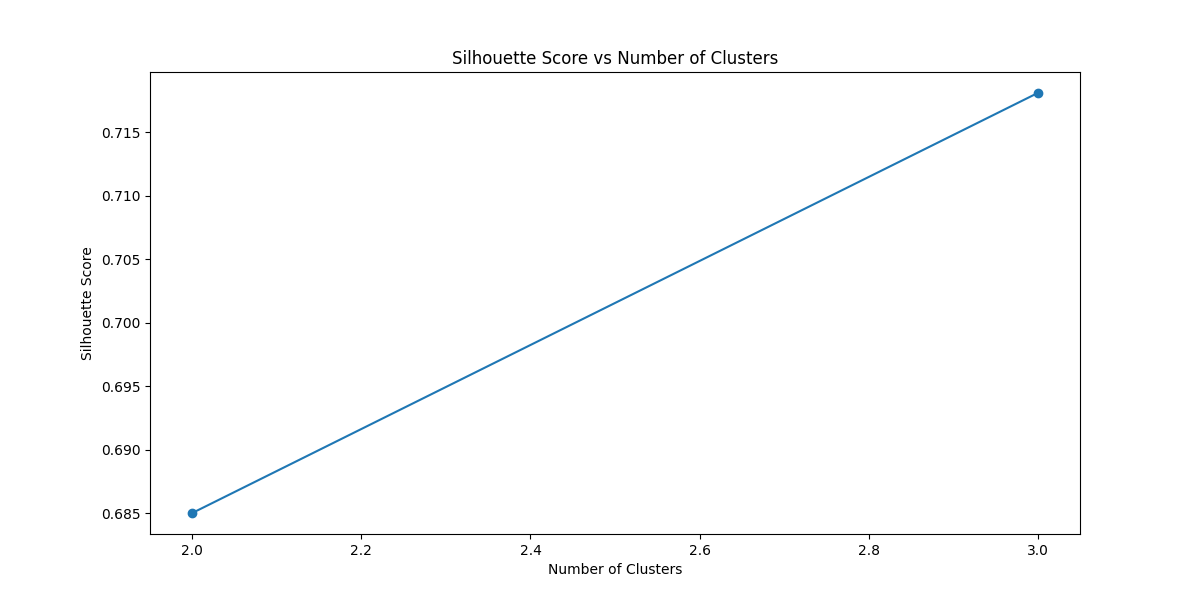 Silhouette Score vs Number of Clusters
0.715
0.710
0.705
0.700
0.695
0.690
0.685
Silhouette Score
2.0 2.2 2.4 2.6 2.8 3.0
Number of Clusters